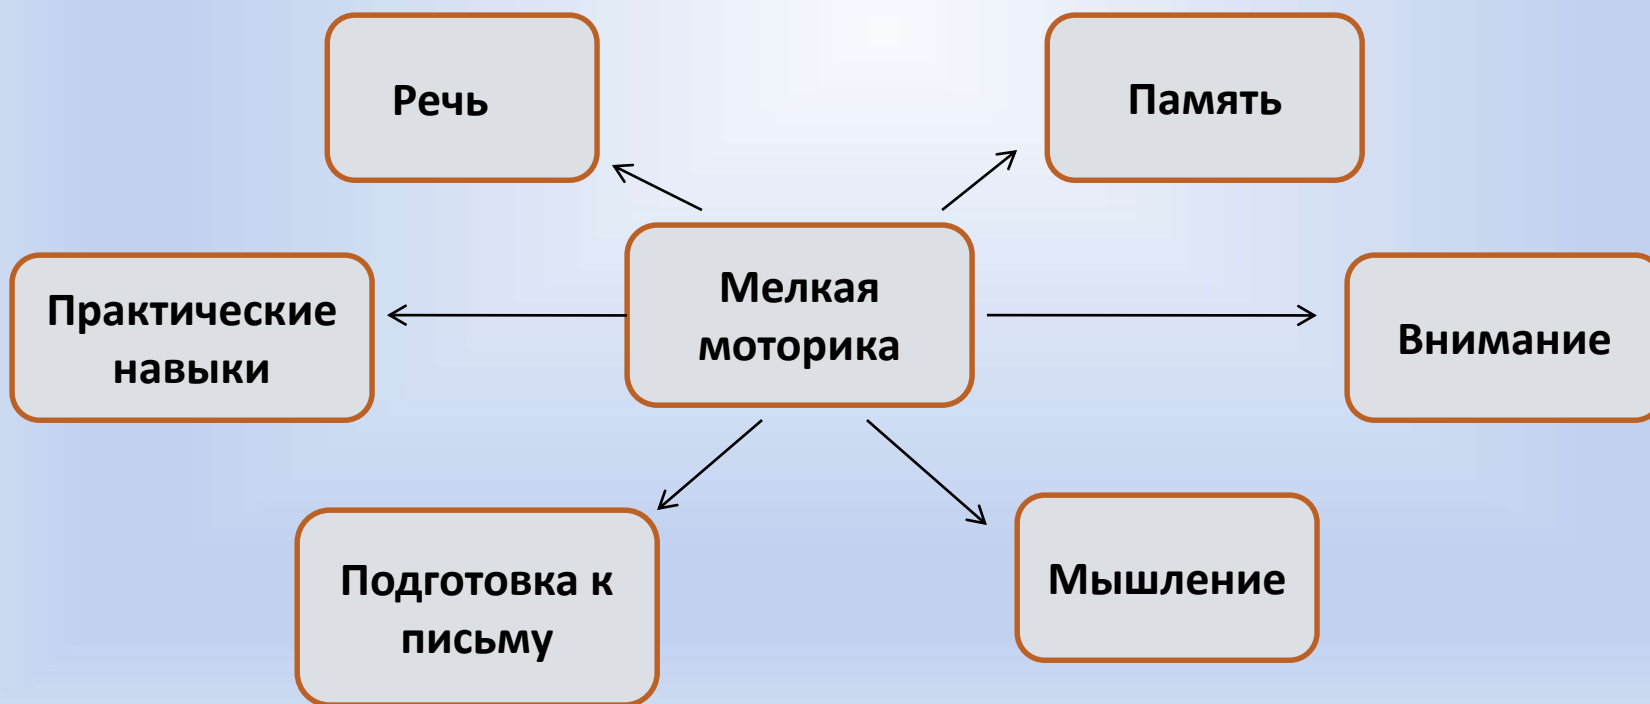 Речь
Память
Мелкая
моторика
Практические
навыки
Внимание
Подготовка к
письму
Мышление